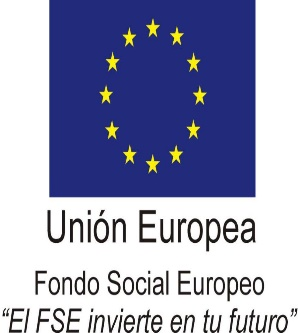 Unión Europea
Fondo Social Europeo
“El FSE invierte en tu futuro”